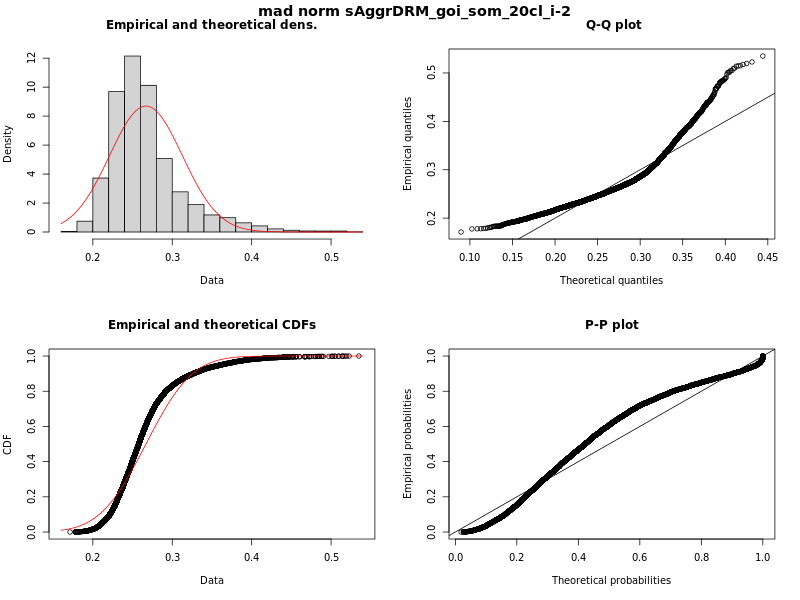 mad norm sAggrDRM_goi_som_20cl_i-2
Empirical and theoretical dens.
Density
0 2 4 6 8 10 12
0.2 0.3 0.4 0.5
Data
Q-Q plot
Empirical quantiles
0.2 0.3 0.4 0.5
0.10 0.15 0.20 0.25 0.30 0.35 0.40 0.45
Theoretical quantiles
Empirical and theoretical CDFs
CDF
0.0 0.2 0.4 0.6 0.8 1.0
0.2 0.3 0.4 0.5
Data
P-P plot
Empirical probabilities
0.0 0.2 0.4 0.6 0.8 1.0
0.0 0.2 0.4 0.6 0.8 1.0
Theoretical probabilities